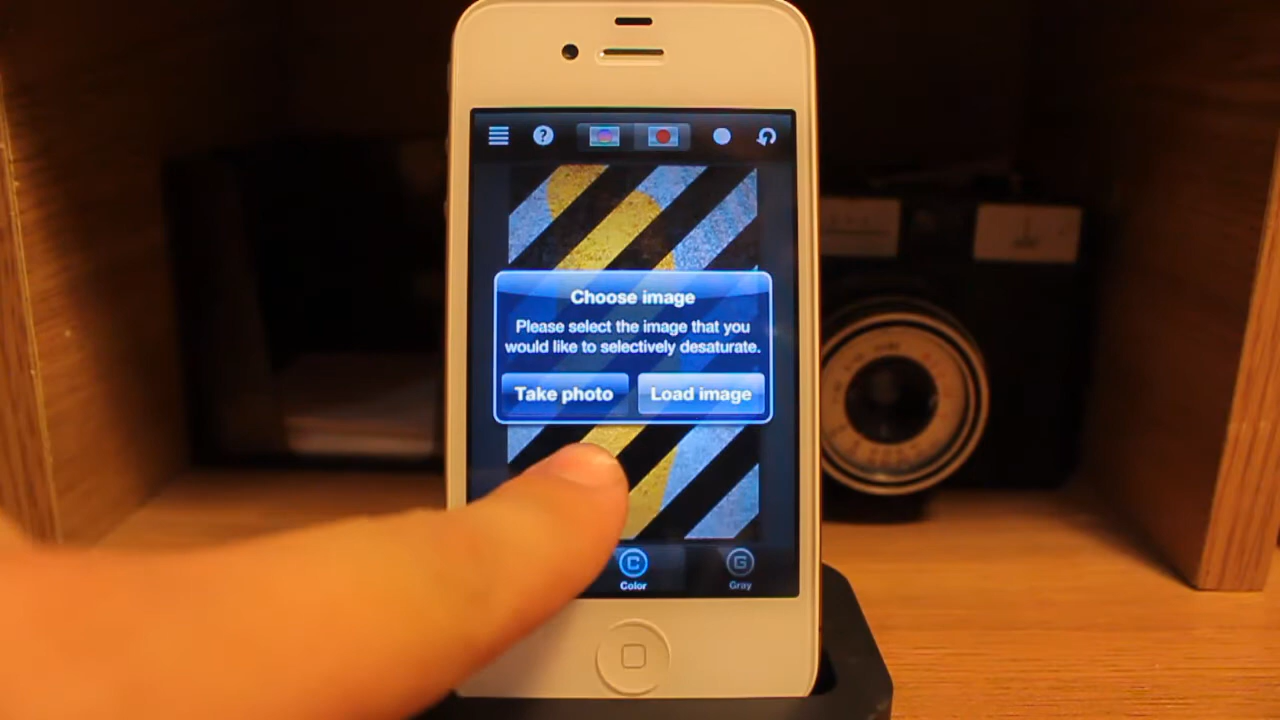 ?
Choose image
Please select the image that you
would like to selectively desaturate.
Take photo
Load image
C
G
Color
Gray